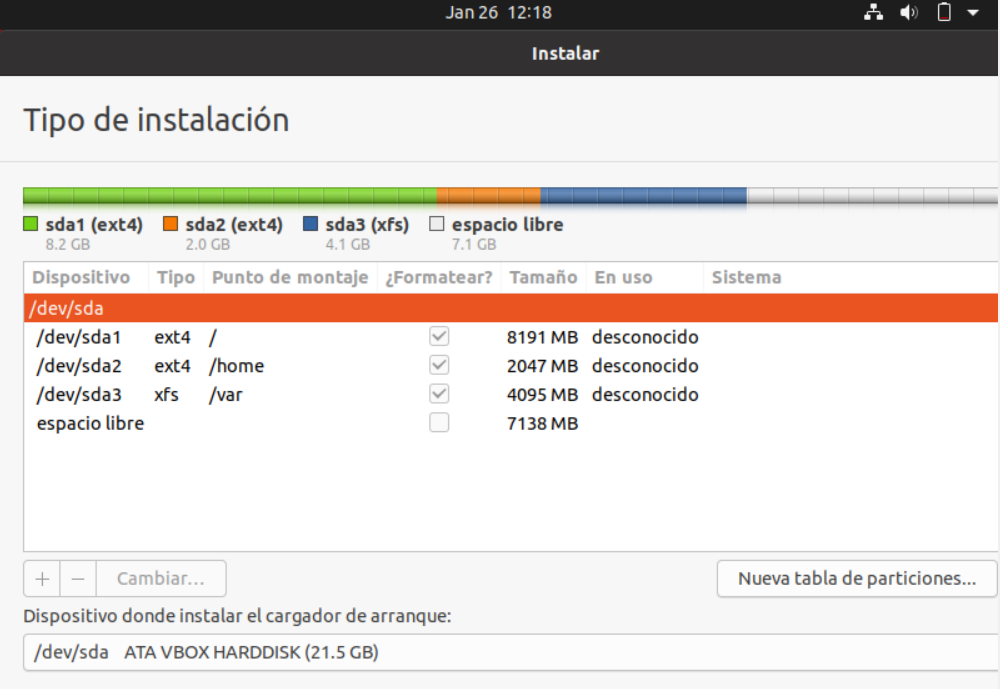 Jan 26 12:18
Instalar
Tipo de instalación
sda1 (ext4) sda2 (ext4) sda3 (xfs) espacio libre
8.2 GB 2.0 GB 4.1 GB 7.1 GB
Dispositivo Tipo Punto de montaje ¿Formatear? Tamaño En uso Sistema
/dev/sda
/dev/sda1 ext4 / 8191 MB desconocido
/dev/sda2 ext4 /home 2047 MB desconocido
/dev/sda3 xfs /var 4095 MB desconocido
espacio libre 7138 MB
+ − Cambiar... Nueva tabla de particiones...
Dispositivo donde instalar el cargador de arranque:
/dev/sda ATA VBOX HARDDISK (21.5 GB)